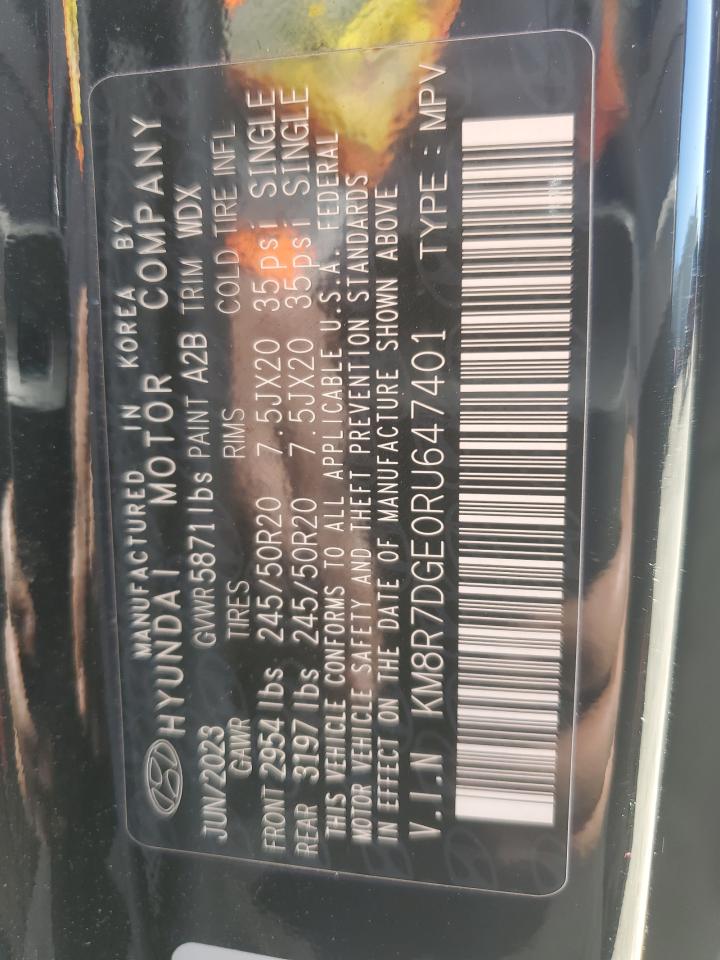 MANUFACTURED IN KOREA BY
HYUNDAI MOTOR COMPANY
JUN/2023 GVWR 5871lbs PAINT A2B TRIM WDX
GAWR TIRES RIMS COLD TIRE INFL
FRONT 2954 lbs 245/50R20 7.5JX20 35psi SINGLE
REAR 3197 lbs 245/50R20 7.5JX20 35psi SINGLE
THIS VEHICLE CONFORMS TO ALL APPLICABLE U.S.A. FEDERAL
MOTOR VEHICLE SAFETY AND THEFT PREVENTION STANDARDS
IN EFFECT ON THE DATE OF MANUFACTURE SHOWN ABOVE
V.I.N KM8R7DGE0RU647401 TYPE : MPV